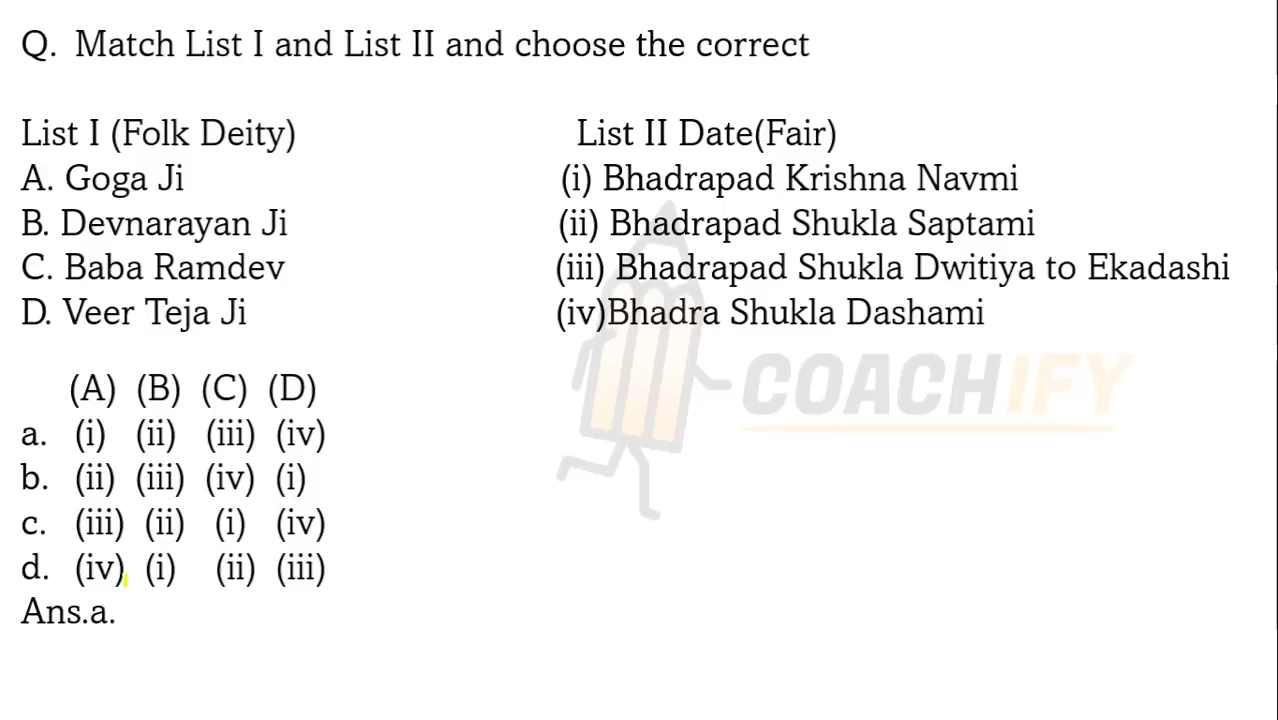 Q. Match List I and List II and choose the correct
List I (Folk Deity) List II Date(Fair)
A. Goga Ji (i) Bhadrapad Krishna Navmi
B. Devnarayan Ji (ii) Bhadrapad Shukla Saptami
C. Baba Ramdev (iii) Bhadrapad Shukla Dwitiya to Ekadashi
D. Veer Teja Ji (iv)Bhadra Shukla Dashami
(A) (B) (C) (D)
a. (i) (ii) (iii) (iv)
b. (ii) (iii) (iv) (i)
c. (iii) (ii) (i) (iv)
d. (iv) (i) (ii) (iii)
Ans.a.
COACHIFY